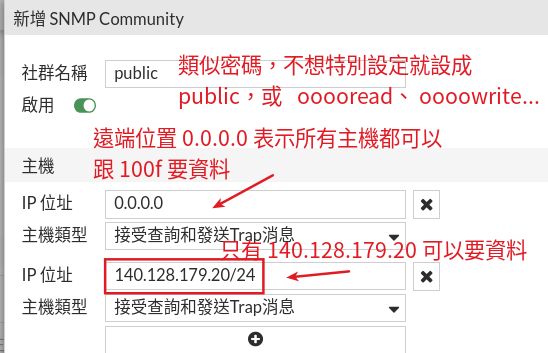 新增 SNMP Community
社群名稱
public
類似密碼，不想特別設定就設成
public，或 ooooread、 oooowrite...
啟用
遠端位置 0.0.0.0 表示所有主機都可以
跟 100f 要資料
主機
IP 位址
0.0.0.0
主機類型
接受查詢和發送Trap消息
只有 140.128.179.20 可以要資料
IP 位址
140.128.179.20/24
主機類型
接受查詢和發送Trap消息